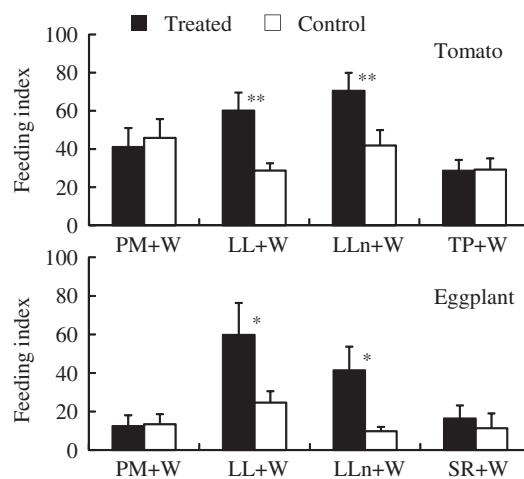 Treated Control
Tomato
Feeding index
100
80
60
40
20
0
** **
PM+W LL+W LLn+W TP+W
Eggplant
Feeding index
100
80
60
40
20
0
* *
PM+W LL+W LLn+W SR+W